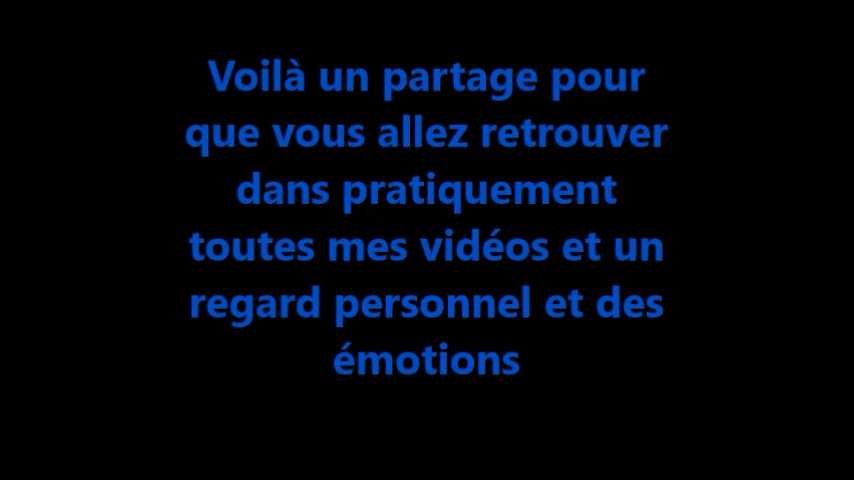 Voilà un partage pour
que vous allez retrouver
dans pratiquement
toutes mes vidéos et un
regard personnel et des
émotions